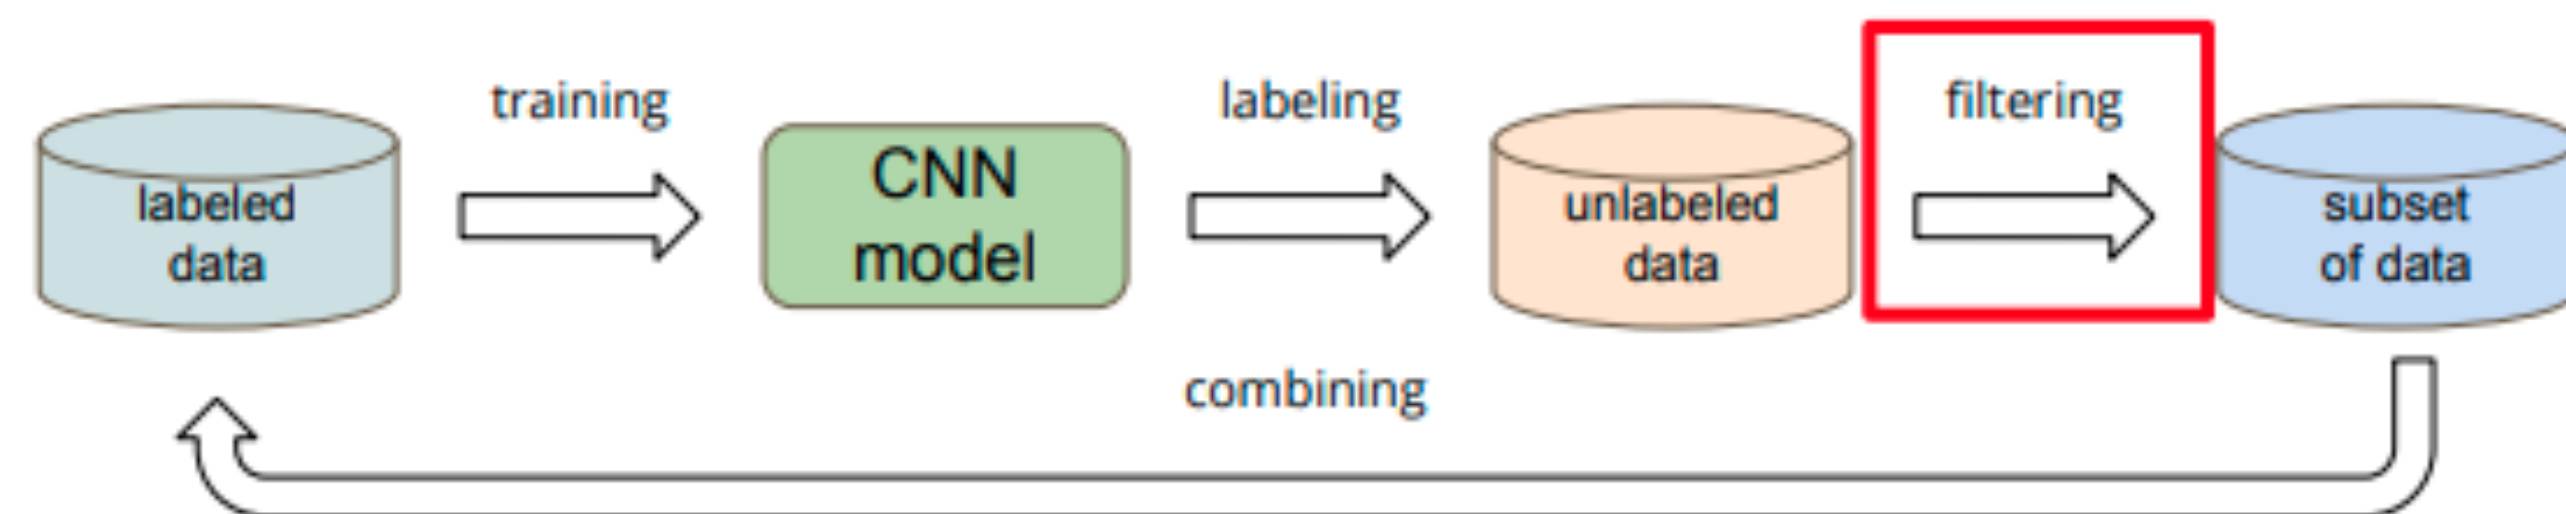 training
labeling
filtering
labeled
data
CNN
model
unlabeled
data
subset
of data
combining